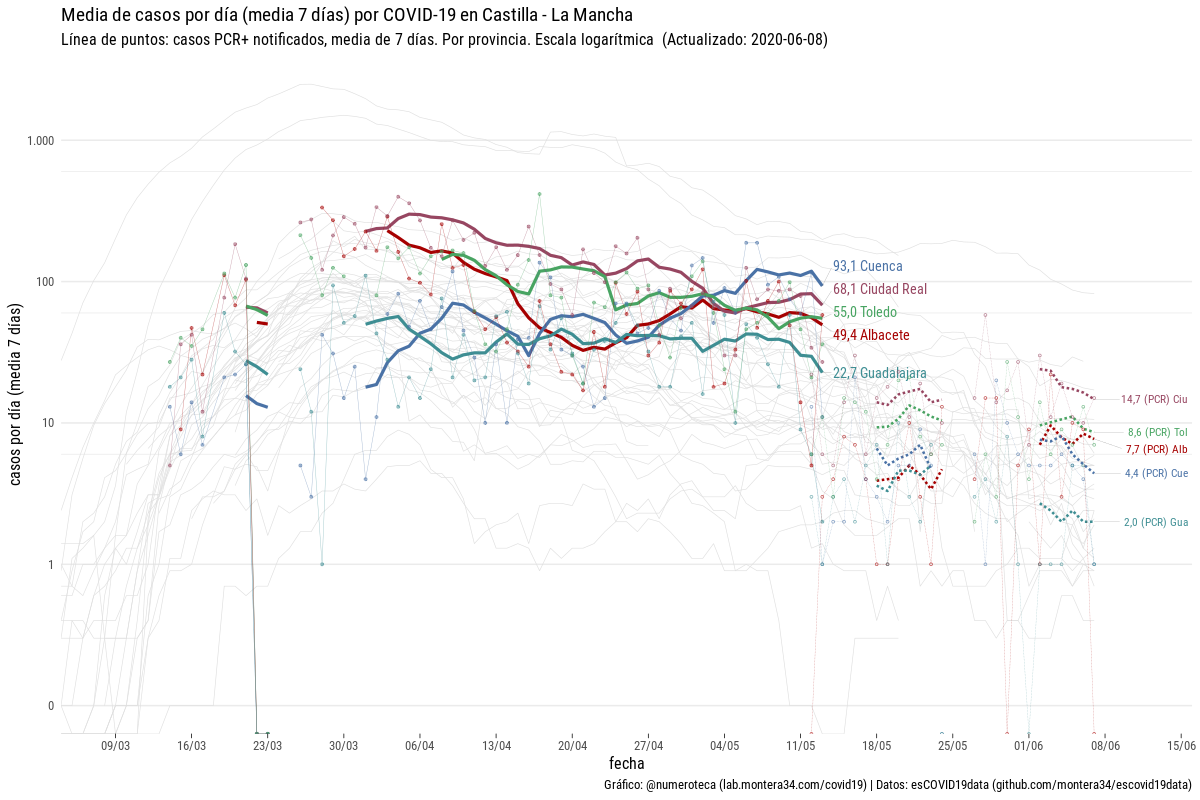 Media de casos por día (media 7 días) por COVID-19 en Castilla - La Mancha
Línea de puntos: casos PCR+ notificados, media de 7 días. Por provincia. Escala logarítmica  (Actualizado: 2020-06-08)
casos por día (media 7 días)
1.000
100
10
1
0
93,1 Cuenca
68,1 Ciudad Real
55,0 Toledo
49,4 Albacete
22,7 Guadalajara
14,7 (PCR) Ciu
8,6 (PCR) Tol
7,7 (PCR) Alb
4,4 (PCR) Cue
2,0 (PCR) Gua
09/03 16/03 23/03 30/03 06/04 13/04 20/04 27/04 04/05 11/05 18/05 25/05 01/06 08/06 15/06
fecha
Gráfico: @numeroteca (lab.montera34.com/covid19) | Datos: esCOVID19data (github.com/montera34/escovid19data)